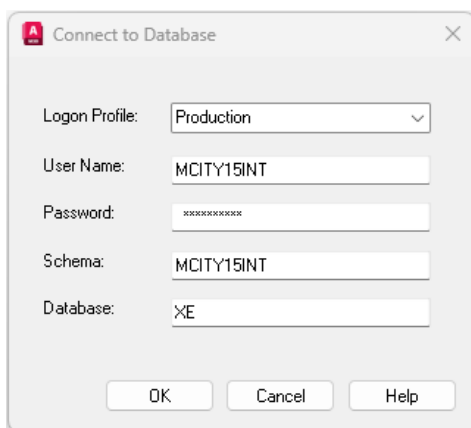 Connect to Database
Logon Profile: Production
User Name: MCITY15INT
Password: **********
Schema: MCITY15INT
Database: XE
OK Cancel Help